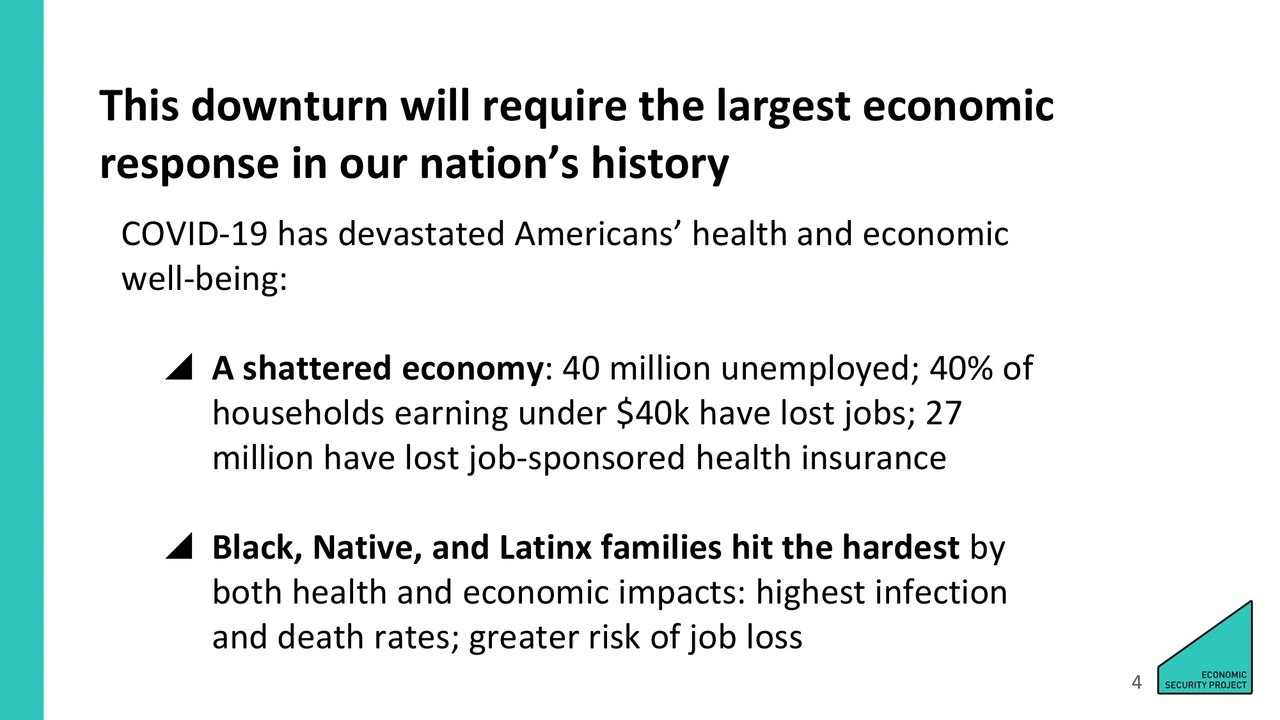 This downturn will require the largest economic
response in our nation’s history
COVID-19 has devastated Americans’ health and economic
well-being:
A shattered economy: 40 million unemployed; 40% of
households earning under $40k have lost jobs; 27
million have lost job-sponsored health insurance
Black, Native, and Latinx families hit the hardest by
both health and economic impacts: highest infection
and death rates; greater risk of job loss
4
ECONOMIC
SECURITY PROJECT